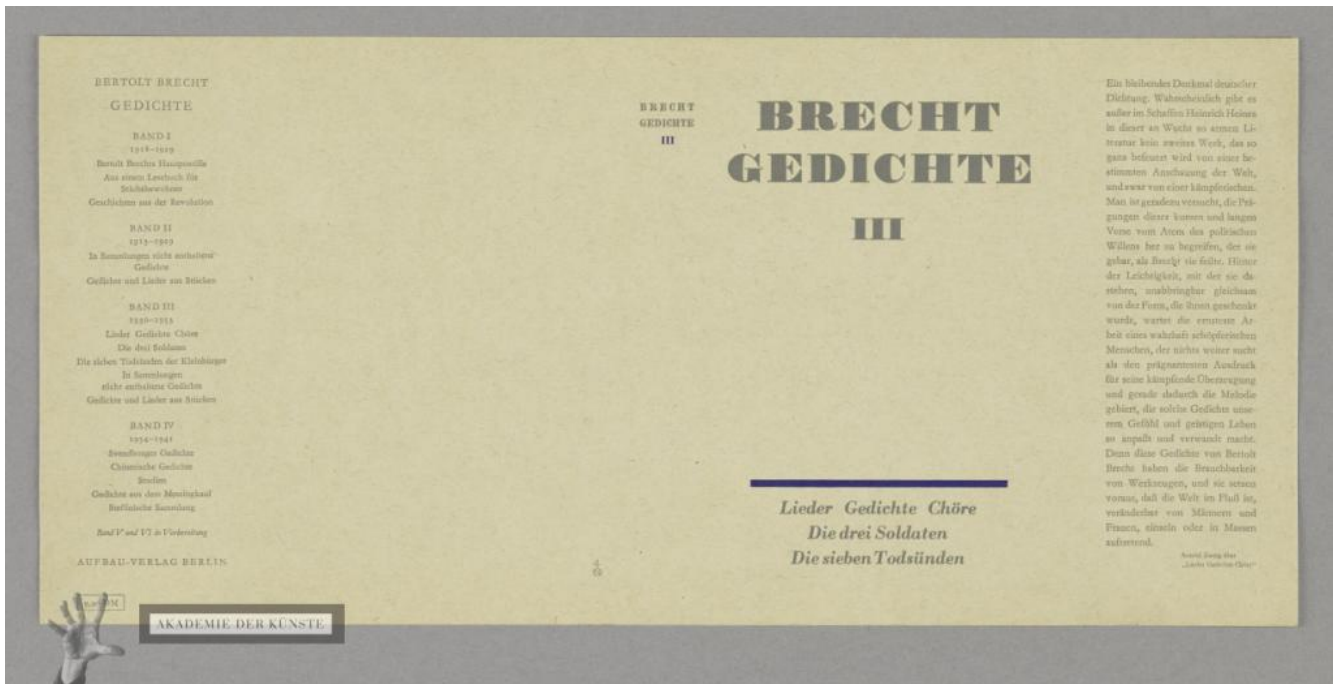 BERTOLT BRECHT
GEDICHTE
BAND I
1918–1929
Bertolt Brechts Hauspostille
Aus einem Lesebuch für
Städtebewohner
Geschichten aus der Revolution
BAND II
1913–1929
In Sammlungen nicht enthaltene
Gedichte
Gedichte und Lieder aus Stücken
BAND III
1930–1933
Lieder Gedichte Chöre
Die drei Soldaten
Die sieben Todsünden der Kleinbürger
In Sammlungen
nicht enthaltene Gedichte
Gedichte und Lieder aus Stücken
BAND IV
1934–1941
Svendborger Gedichte
Chinesische Gedichte
Studien
Gedichte aus dem Messingkauf
Steffinische Sammlung
Band V und VI in Vorbereitung
AUFBAU-VERLAG BERLIN
AKADEMIE DER KÜNSTE
BRECHT
GEDICHTE
III
BRECHT
GEDICHTE
III
Lieder Gedichte Chöre
Die drei Soldaten
Die sieben Todsünden
Ein bleibendes Denkmal deutscher
Dichtung. Wahrscheinlich gibt es
außer im Schaffen Heinrich Heines
in dieser an Wucht so armen Li-
teratur kein zweites Werk, das so
ganz befeuert wird von einer be-
stimmten Anschauung der Welt,
und zwar von einer kämpferischen.
Man ist geradezu versucht, die Prä-
gungen dieser kurzen und langen
Verse vom Atem des politischen
Willens her zu begreifen, der sie
gebar, als Brecht sie feilte. Hinter
der Leichtigkeit, mit der sie da-
stehen, unabbringbar gleichsam
von der Form, die ihnen geschenkt
wurde, wartet die ernsteste Ar-
beit eines wahrhaft schöpferischen
Menschen, der nichts weiter sucht
als den prägnantesten Ausdruck
für seine kämpfende Überzeugung
und gerade dadurch die Melodie
gebiert, die solche Gedichte unse-
rem Gefühl und geistigen Leben
so anpaßt und verwandt macht.
Denn diese Gedichte von Bertolt
Brecht haben die Brauchbarkeit
von Werkzeugen, und sie setzen
voraus, daß die Welt im Fluß ist,
veränderbar von Männern und
Frauen, einzeln oder in Massen
auftretend.
Arnold Zweig über
„Lieder Gedichte Chöre“